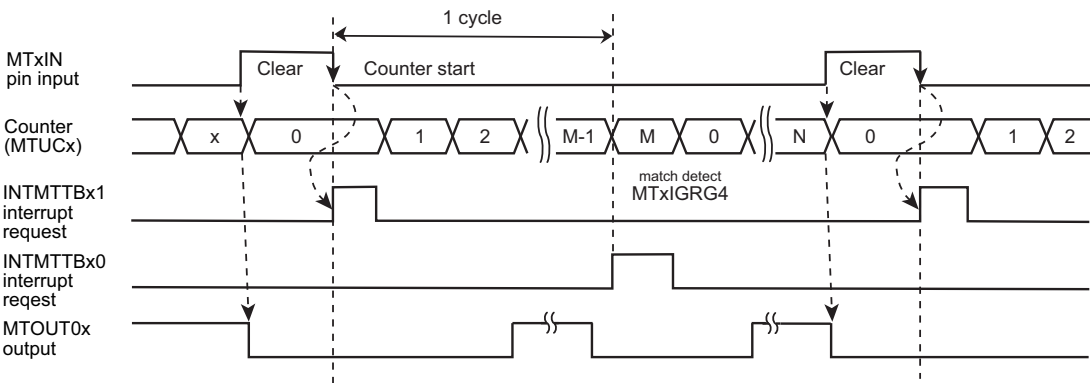 1 cycle
MTxIN
pin input
Clear
Counter start
Clear
Counter
(MTUCx)
x
0
1
2
M-1
M
0
N
0
1
2
match detect
MTxIGRG4
INTMTTBx1
interrupt
request
INTMTTBx0
interrupt
reqest
MTOUT0x
output